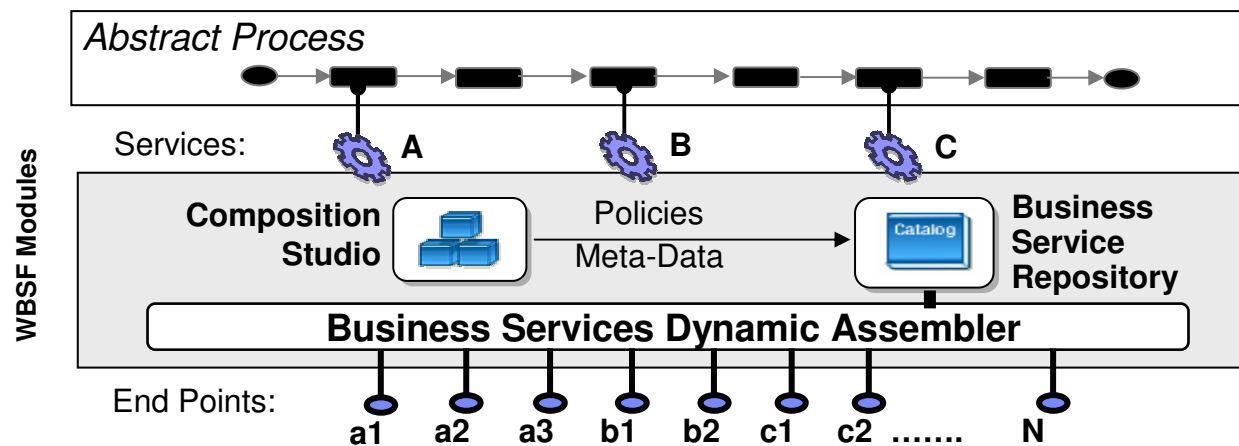 Abstract Process
Services:
A
B
C
WBSF Modules
Composition
Studio
Policies
Meta-Data
Catalog
Business
Service
Repository
Business Services Dynamic Assembler
End Points:
a1 a2 a3 b1 b2 c1 c2 ....... N